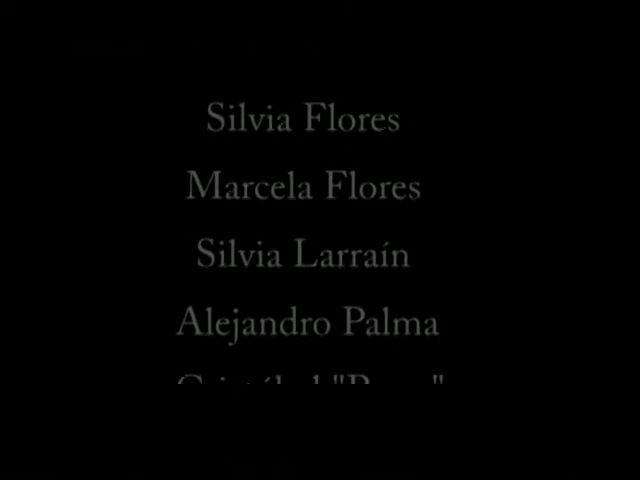 Silvia Flores
Marcela Flores
Silvia Larraín
Alejandro Palma